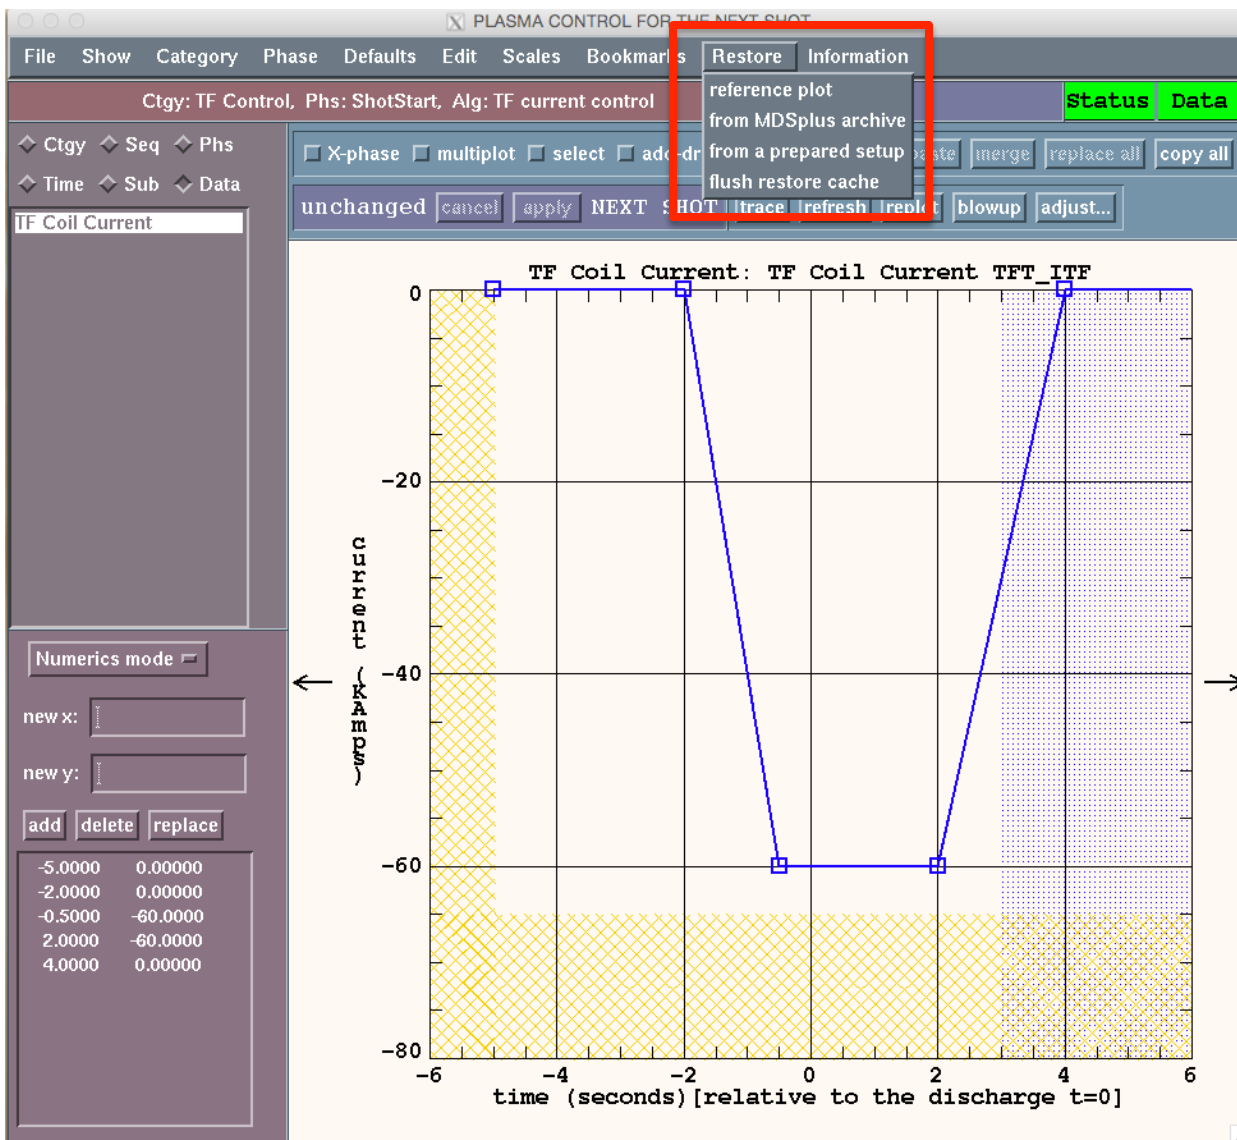 PLASMA CONTROL FOR THE NEXT SHOT
File Show Category Phase Defaults Edit Scales Bookmarks Restore Information
reference plot
from MDSplus archive
from a prepared setup
flush restore cache
Ctgy: TF Control, Phs: ShotStart, Alg: TF current control
Status Data
Ctgy Seq Phs
Time Sub Data
X-phase multiplot select merge replace all copy all
unchanged cancel apply NEXT SHOT trace refresh replot blowup adjust...
TF Coil Current
TF Coil Current: TF Coil Current TFT_ITF
0
-20
-40
-60
-80
current (KAmps)
-6 -4 -2 0 2 4 6
time (seconds)[relative to the discharge t=0]
Numerics mode
new x:
new y:
add delete replace
-5.0000 0.00000
-2.0000 0.00000
-0.5000 -60.0000
2.0000 -60.0000
4.0000 0.00000